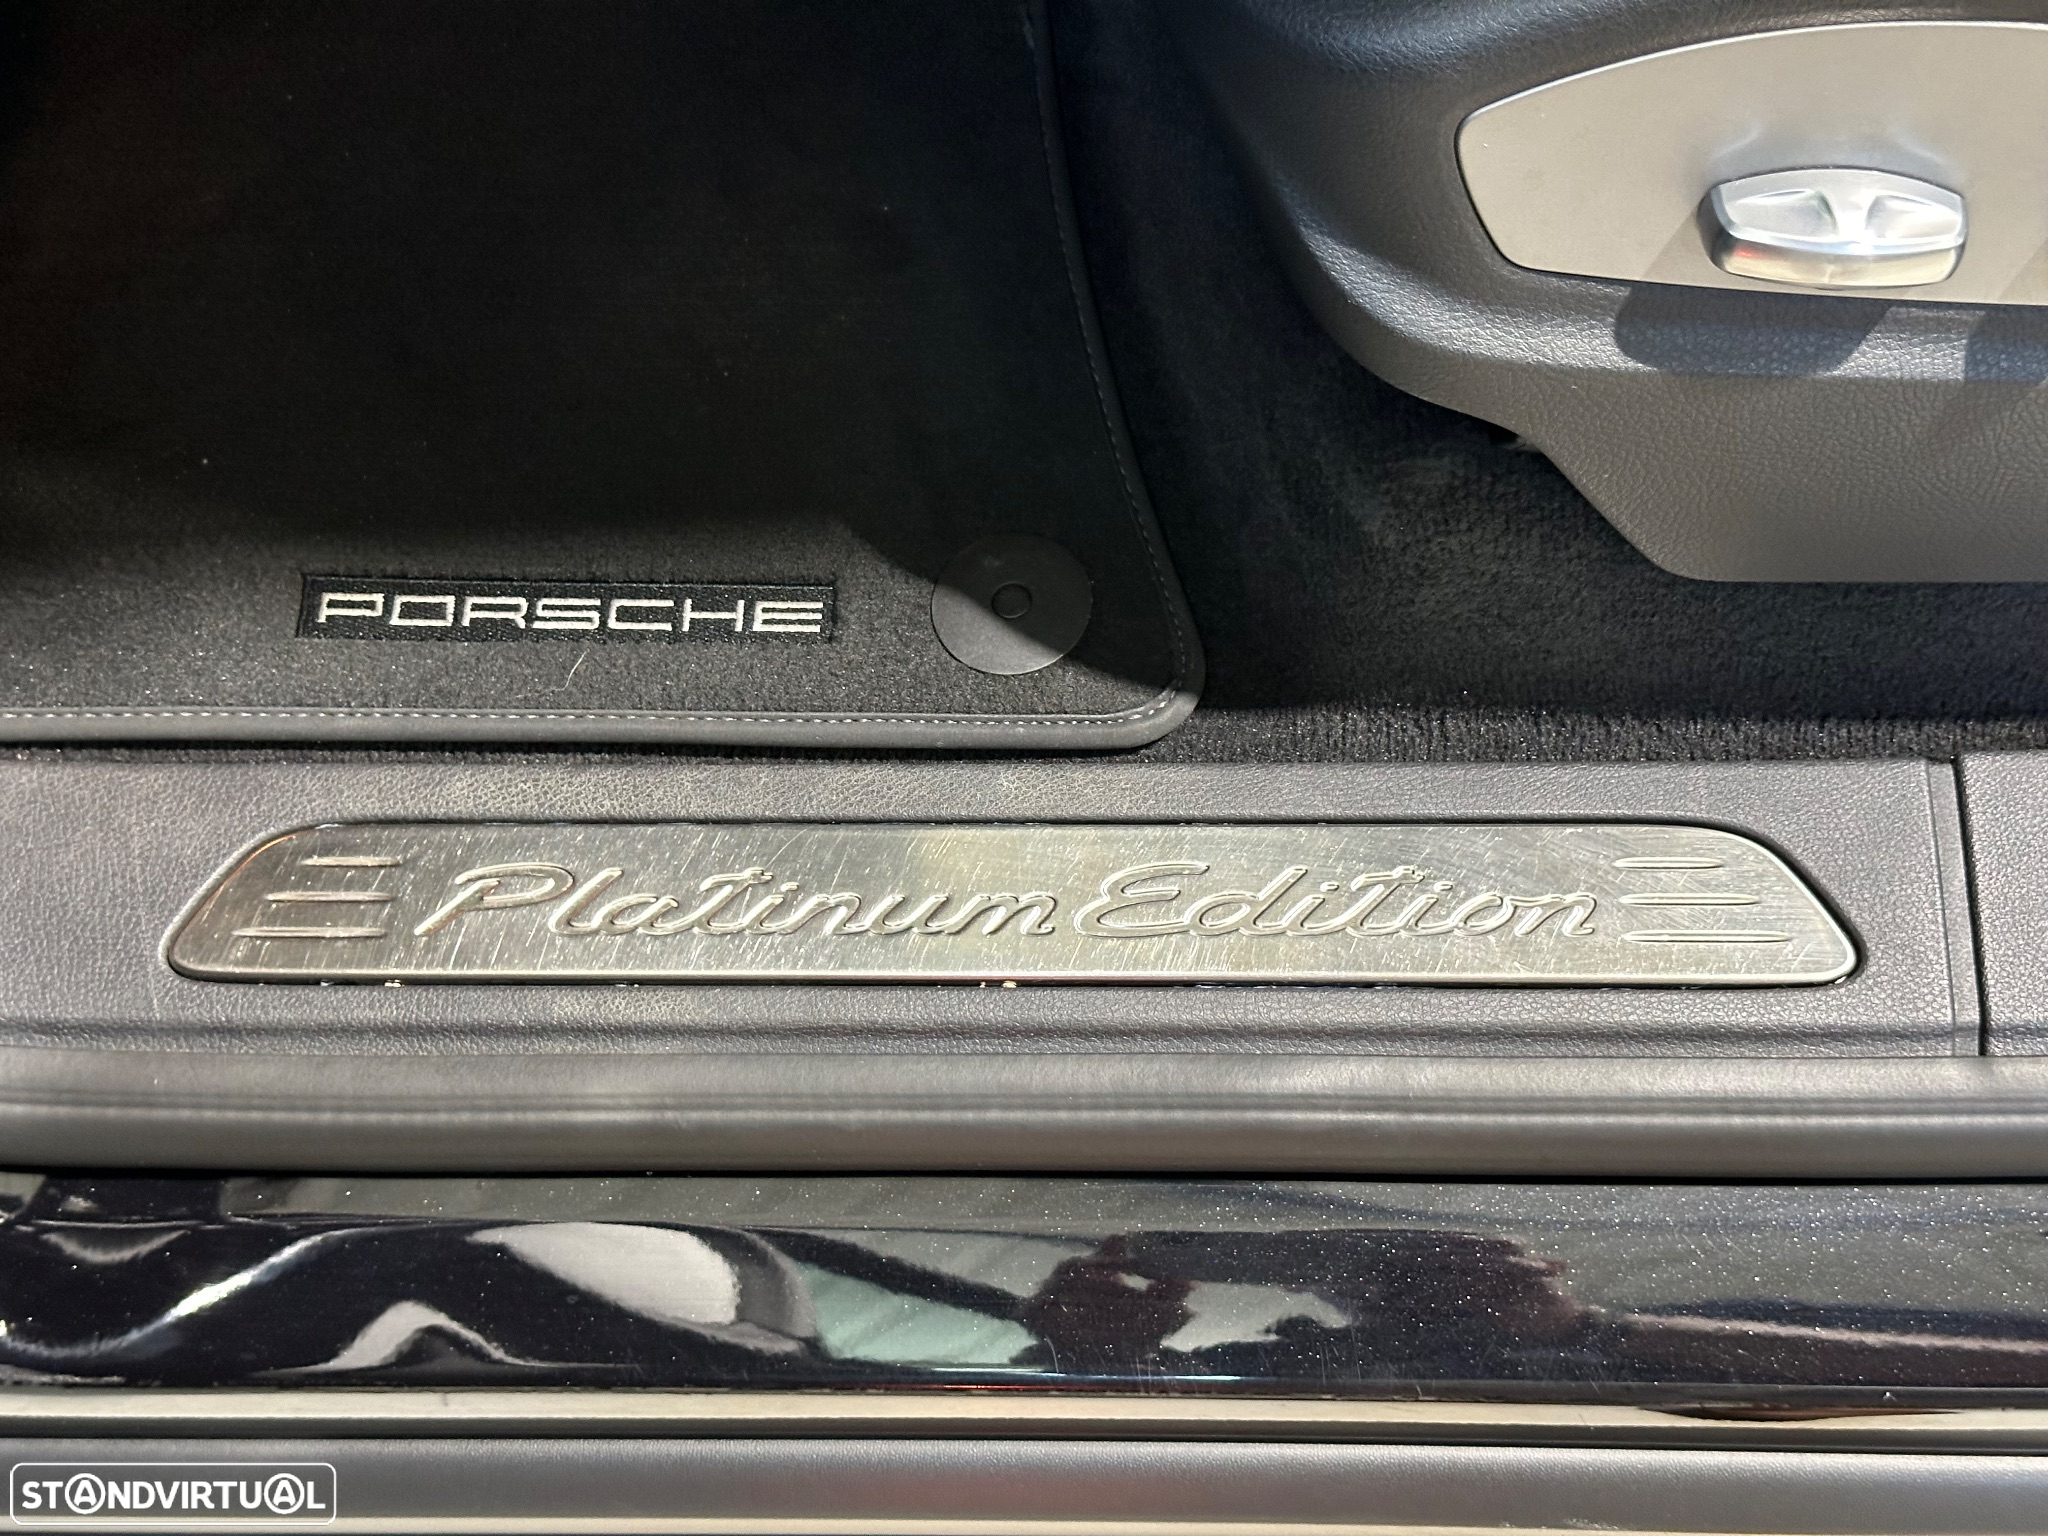 PORSCHE
Platinum Edition
STANDVIRTUAL